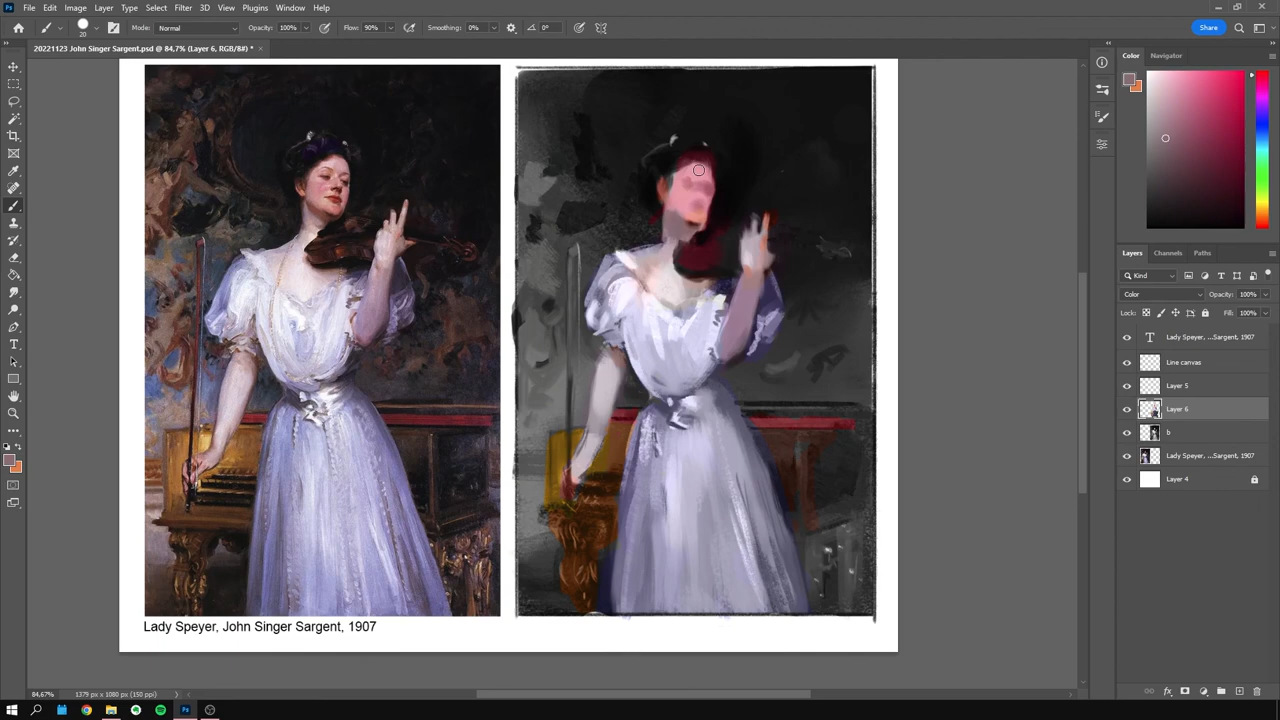 File Edit Image Layer Type Select Filter 3D View Plugins Window Help
20 Mode: Normal Opacity: 100% Flow: 90% Smoothing: 0% 0° Share
20221123 John Singer Sargent.psd @ 84,7% (Layer 6, RGB/8#) *
Color Navigator
Layers Channels Paths
Kind
Color Opacity: 100%
Lock: Fill: 100%
T Lady Speyer, ...Sargent, 1907
Line canvas
Layer 5
Layer 6
b
Lady Speyer, ...Sargent, 1907
Layer 4
Lady Speyer, John Singer Sargent, 1907
84,67% 1379 px x 1080 px (150 ppi)